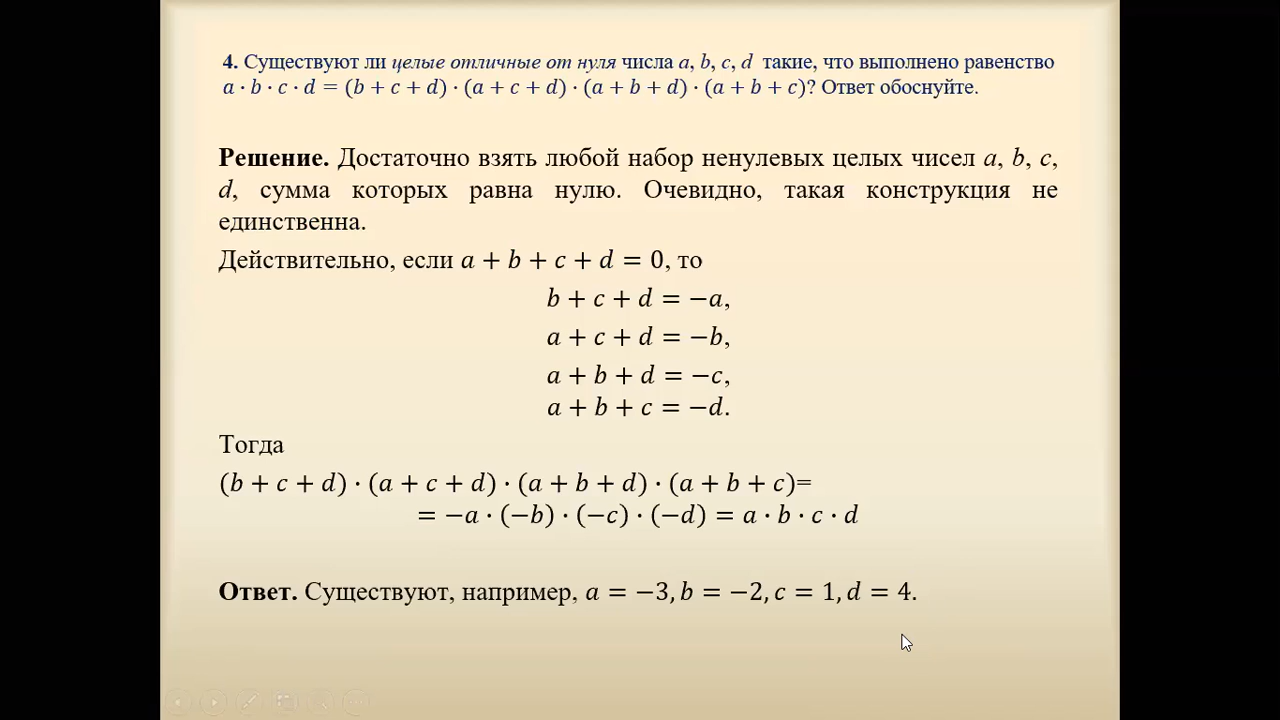 4. Существуют ли целые отличные от нуля числа a, b, c, d такие, что выполнено равенство
a · b · c · d = (b + c + d) · (a + c + d) · (a + b + d) · (a + b + c)? Ответ обоснуйте.
Решение. Достаточно взять любой набор ненулевых целых чисел a, b, c,
d, сумма которых равна нулю. Очевидно, такая конструкция не
единственна.
Действительно, если a + b + c + d = 0, то
b + c + d = −a,
a + c + d = −b,
a + b + d = −c,
a + b + c = −d.
Тогда
(b + c + d) · (a + c + d) · (a + b + d) · (a + b + c)=
= −a · (−b) · (−c) · (−d) = a · b · c · d
Ответ. Существуют, например, a = −3, b = −2, c = 1, d = 4.